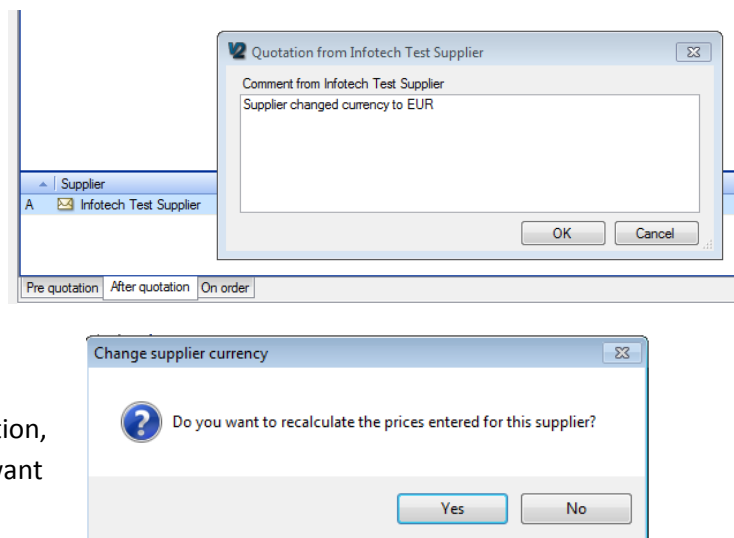 V2 Quotation from Infotech Test Supplier
Comment from Infotech Test Supplier
Supplier changed currency to EUR
Supplier
A Infotech Test Supplier
OK Cancel
Pre quotation After quotation On order
Change supplier currency
Do you want to recalculate the prices entered for this supplier?
tion,
vant
Yes No